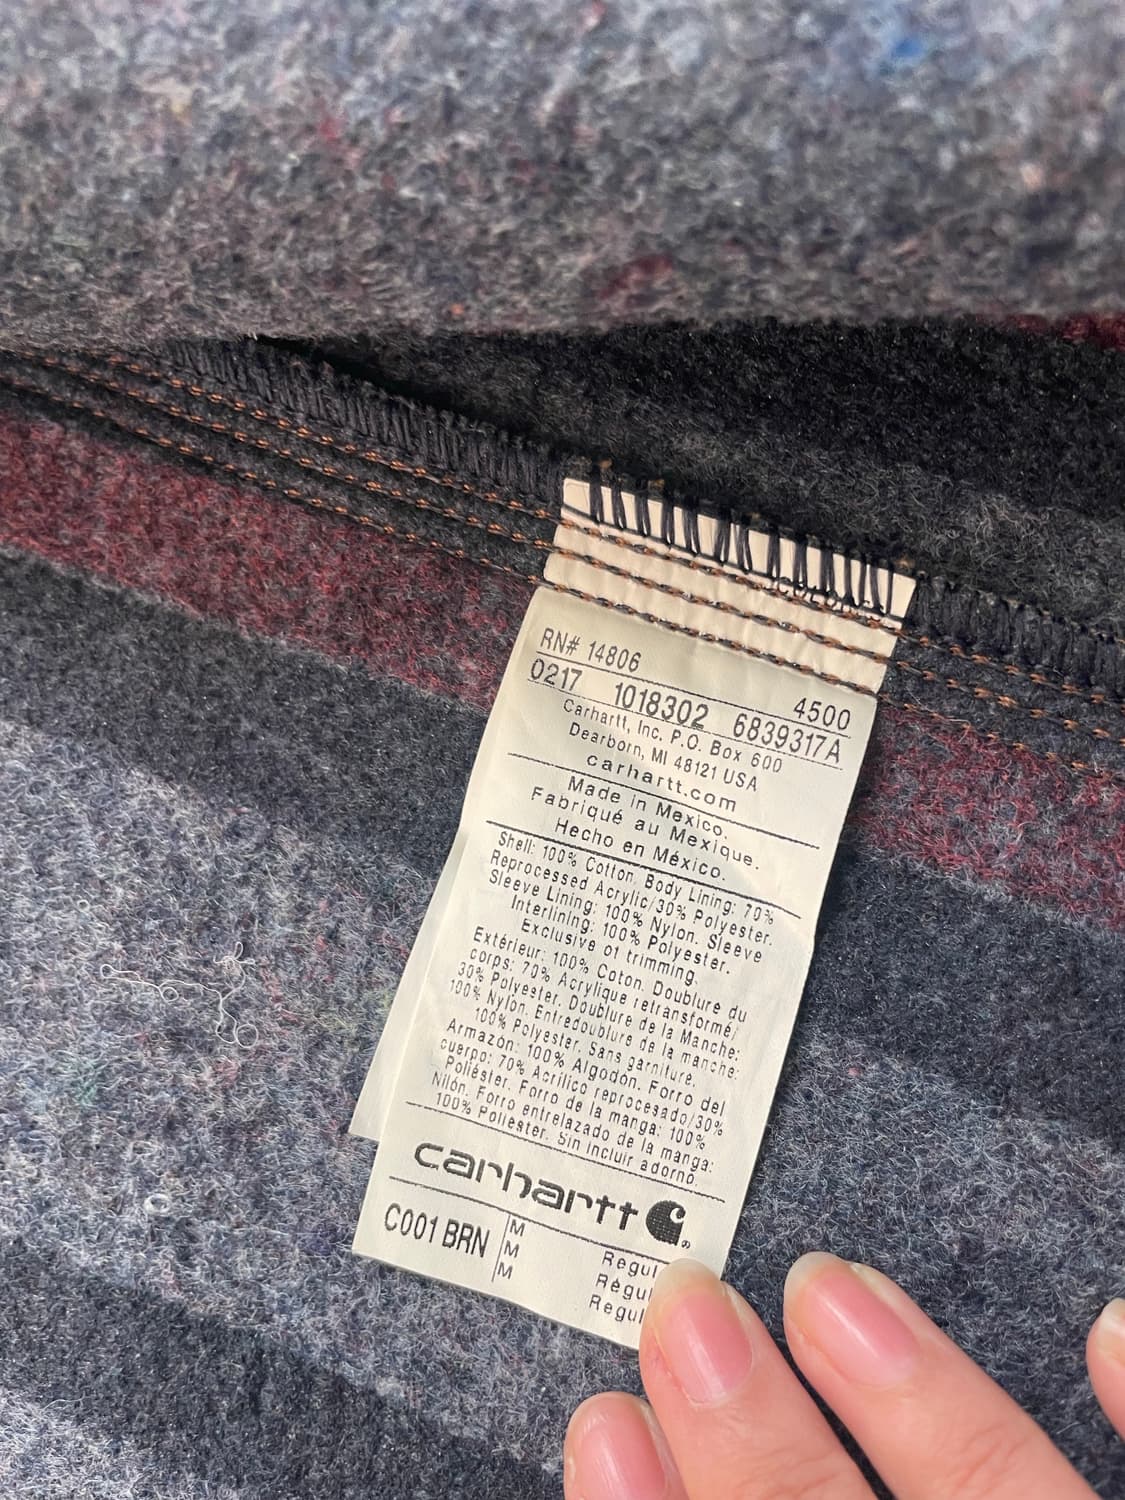 RN# 14806
0217 1018302 4500
6839317A
Carhartt, Inc. P.O. Box 600
Dearborn, MI 48121 USA
carhartt.com
Made in Mexico.
Fabriqué au Mexique.
Hecho en México.
Shell: 100% Cotton, Body Lining: 70%
Reprocessed Acrylic/30% Polyester.
Sleeve Lining: 100% Nylon. Sleeve
Interlining: 100% Polyester.
Exclusive of trimming.
Extérieur: 100% Coton. Doublure du
corps: 70% Acrylique retransformé/
30% Polyester. Doublure de la Manche:
100% Nylon. Entredoublure de la manche:
100% Polyester. Sans garniture.
Armazón: 100% Algodón. Forro del
cuerpo: 70% Acrílico reprocesado/30%
Poliéster. Forro de la manga: 100%
Nilón. Forro entrelazado de la manga:
100% Poliester. Sin incluir adorno.
carhartt
C001 BRN
M Regul
M Régul
M Regul